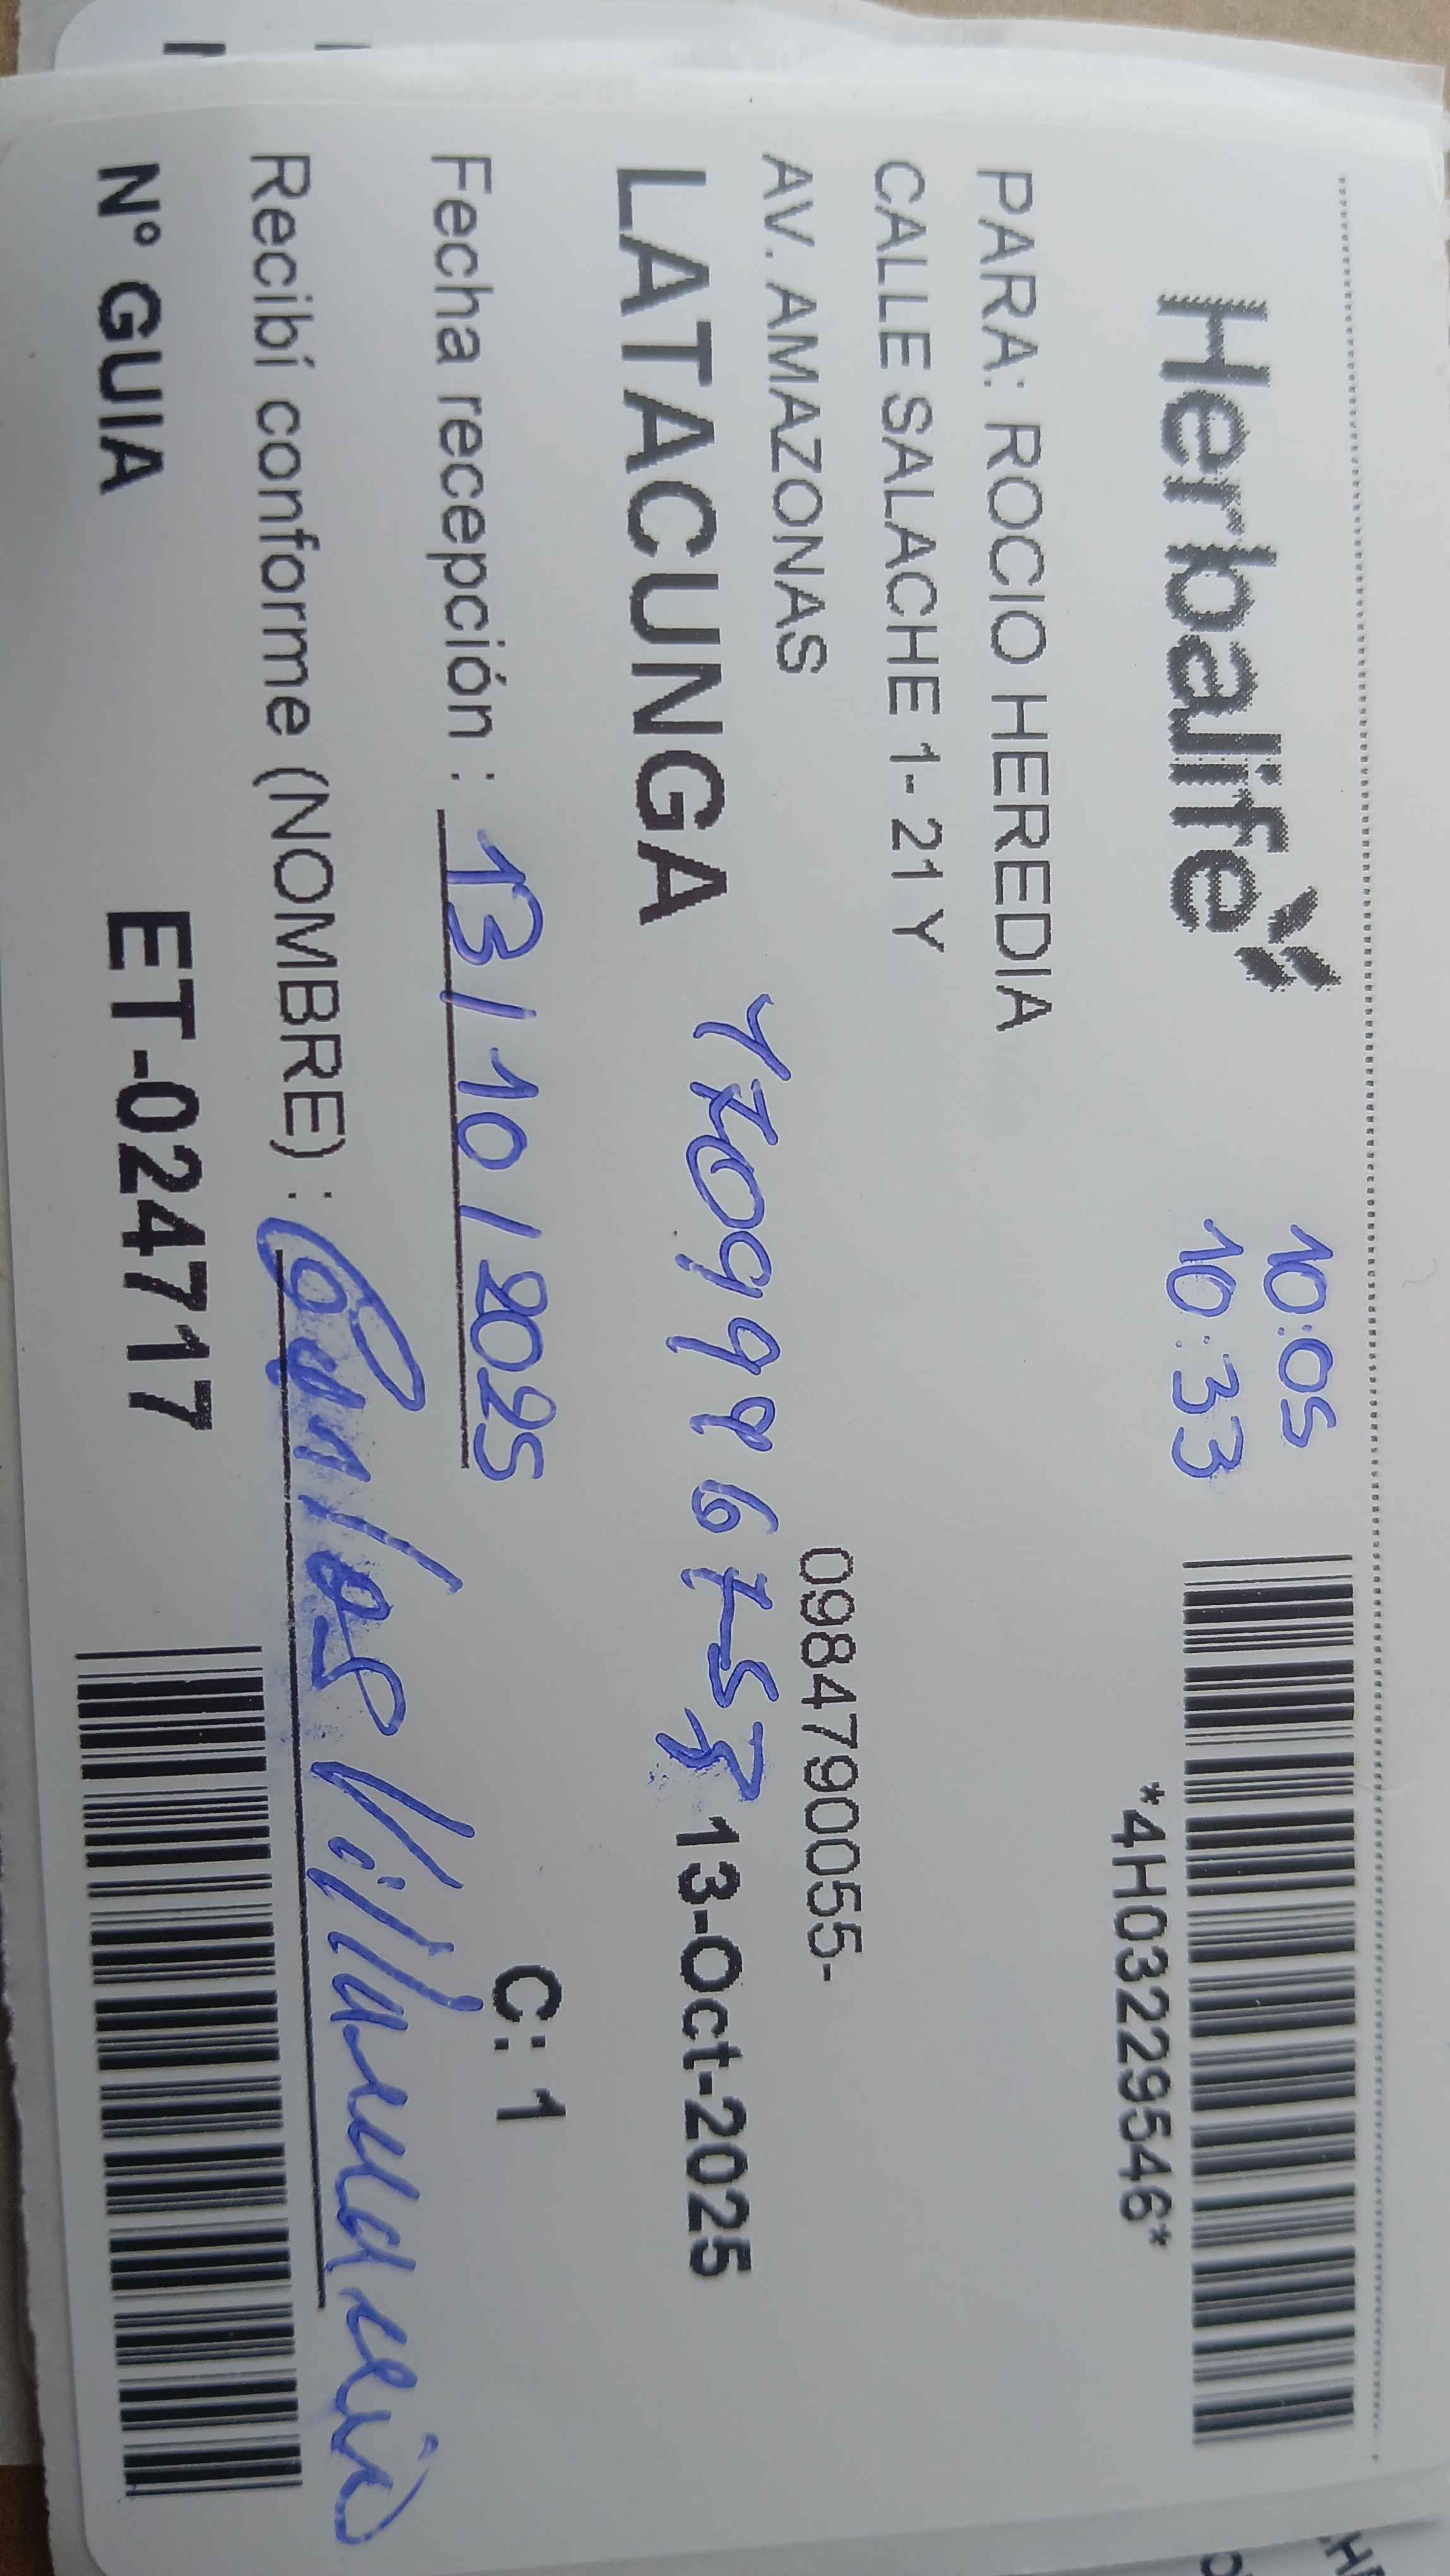 Herbalife
10:05
10:33
*4H03229546*
PARA: ROCIO HEREDIA
CALLE SALACHE 1- 21 Y
AV. AMAZONAS
0984790055-
LATACUNGA
13-Oct-2025
Fecha recepción : 13/10/2025
C: 1
Recibí conforme (NOMBRE) : Carlos
N° GUIA ET-024717